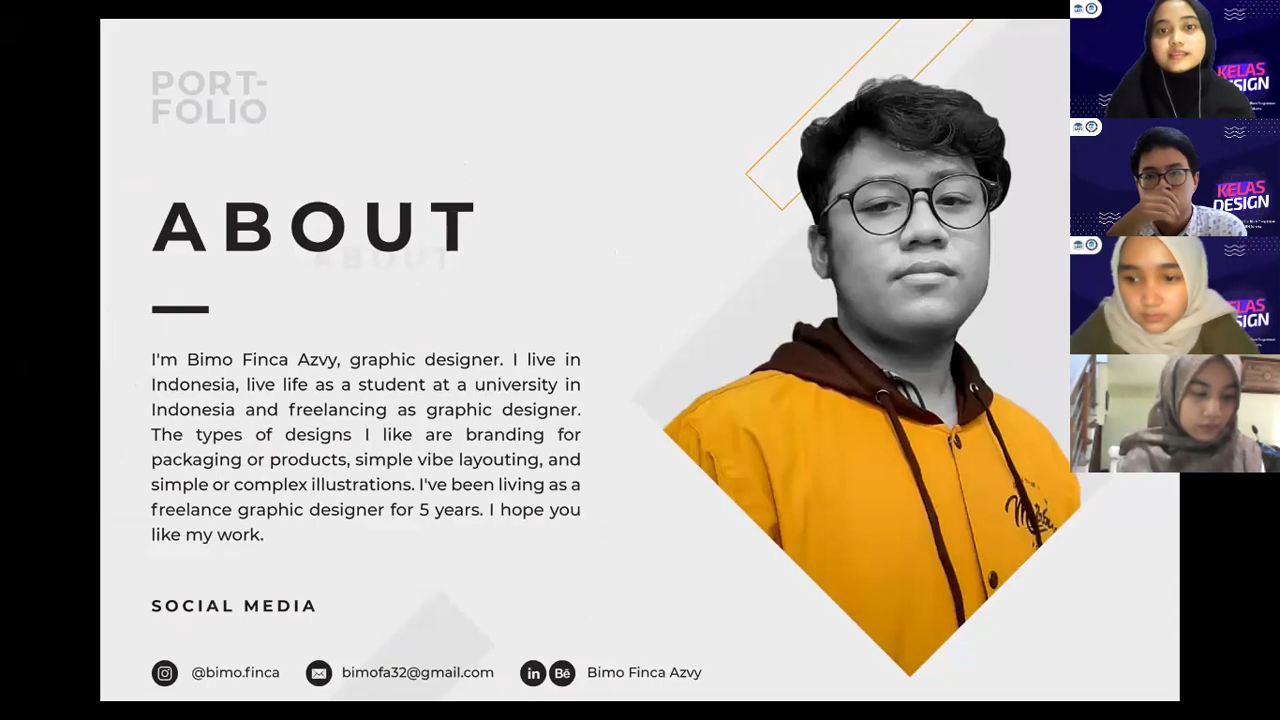 PORT-
FOLIO
ABOUT
I'm Bimo Finca Azvy, graphic designer. I live in
Indonesia, live life as a student at a university in
Indonesia and freelancing as graphic designer.
The types of designs I like are branding for
packaging or products, simple vibe layouting, and
simple or complex illustrations. I've been living as a
freelance graphic designer for 5 years. I hope you
like my work.
SOCIAL MEDIA
@bimo.finca
bimofa32@gmail.com
in
Bē
Bimo Finca Azvy
KELAS
DESIGN
KELAS
DESIGN